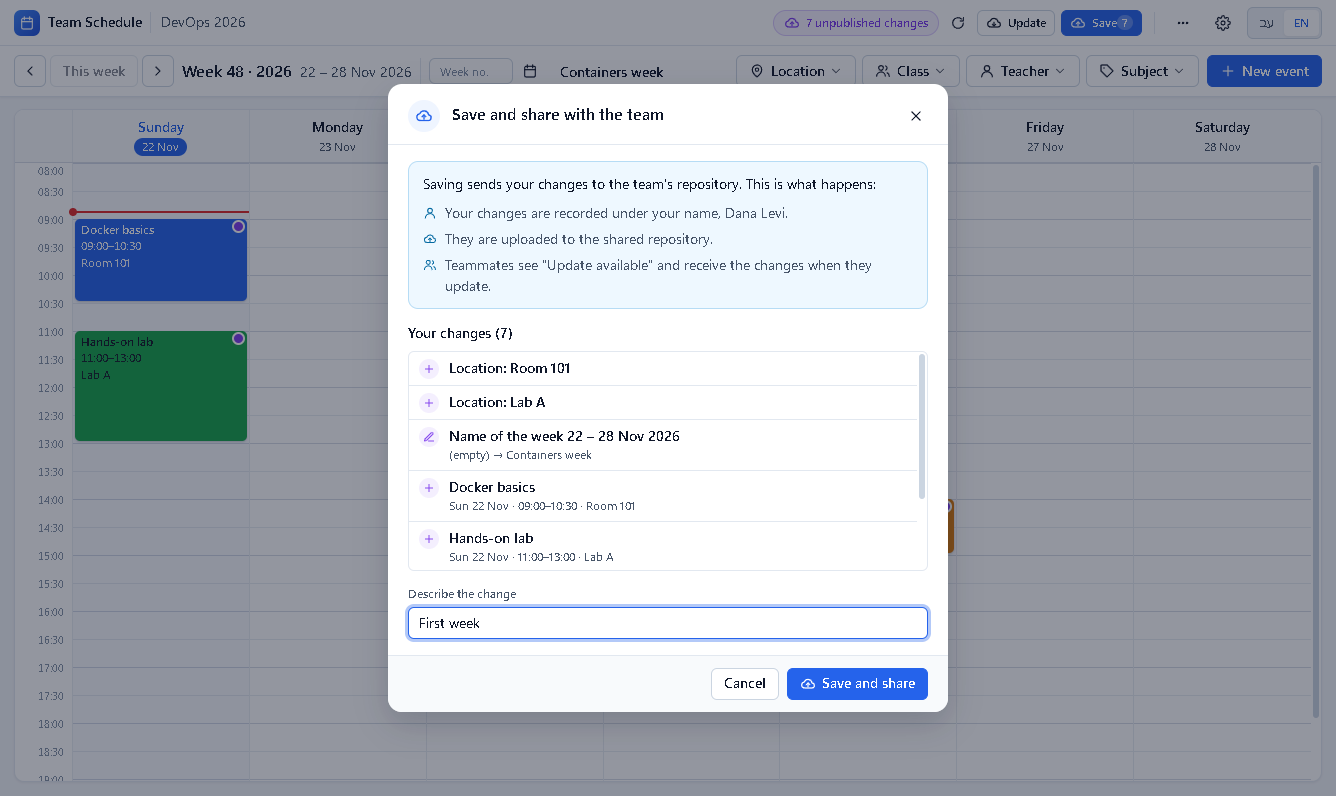 Team Schedule DevOps 2026
7 unpublished changes Update Save 7 עב EN
This week Week 48 · 2026 22 – 28 Nov 2026 Week no. Containers week Location Class Teacher Subject + New event
Sunday Monday Friday Saturday
22 Nov 23 Nov 27 Nov 28 Nov
08:00
08:30
09:00
09:30
10:00
10:30
11:00
11:30
12:00
12:30
13:00
13:30
14:00
14:30
15:00
15:30
16:00
16:30
17:00
17:30
18:00
18:30
19:00
Docker basics
09:00–10:30
Room 101
Hands-on lab
11:00–13:00
Lab A
Save and share with the team
Saving sends your changes to the team's repository. This is what happens:
Your changes are recorded under your name, Dana Levi.
They are uploaded to the shared repository.
Teammates see "Update available" and receive the changes when they
update.
Your changes (7)
Location: Room 101
Location: Lab A
Name of the week 22 – 28 Nov 2026
(empty) → Containers week
Docker basics
Sun 22 Nov · 09:00–10:30 · Room 101
Hands-on lab
Sun 22 Nov · 11:00–13:00 · Lab A
Describe the change
First week
Cancel Save and share